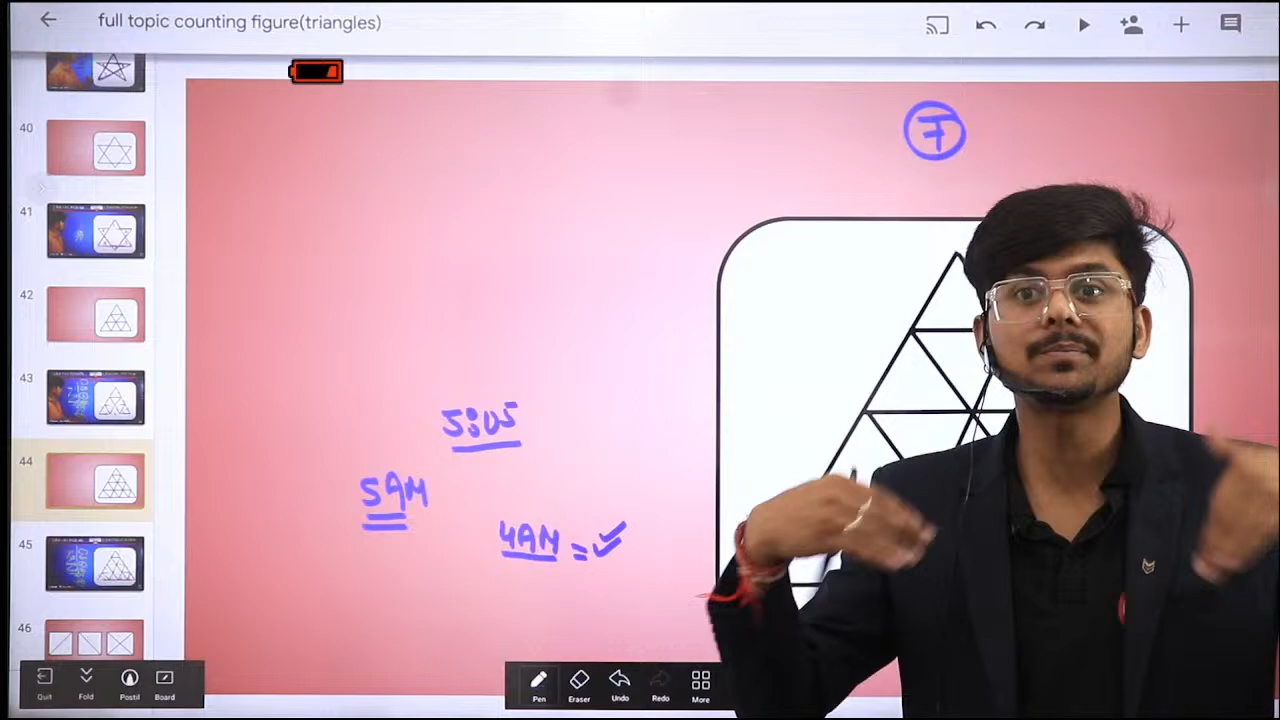 full topic counting figure(triangles)
40
41
42
43
44
45
46
7
5:05
5AM
4AM = ✓
Quit Fold Postil Board
Pen Eraser Undo Redo More